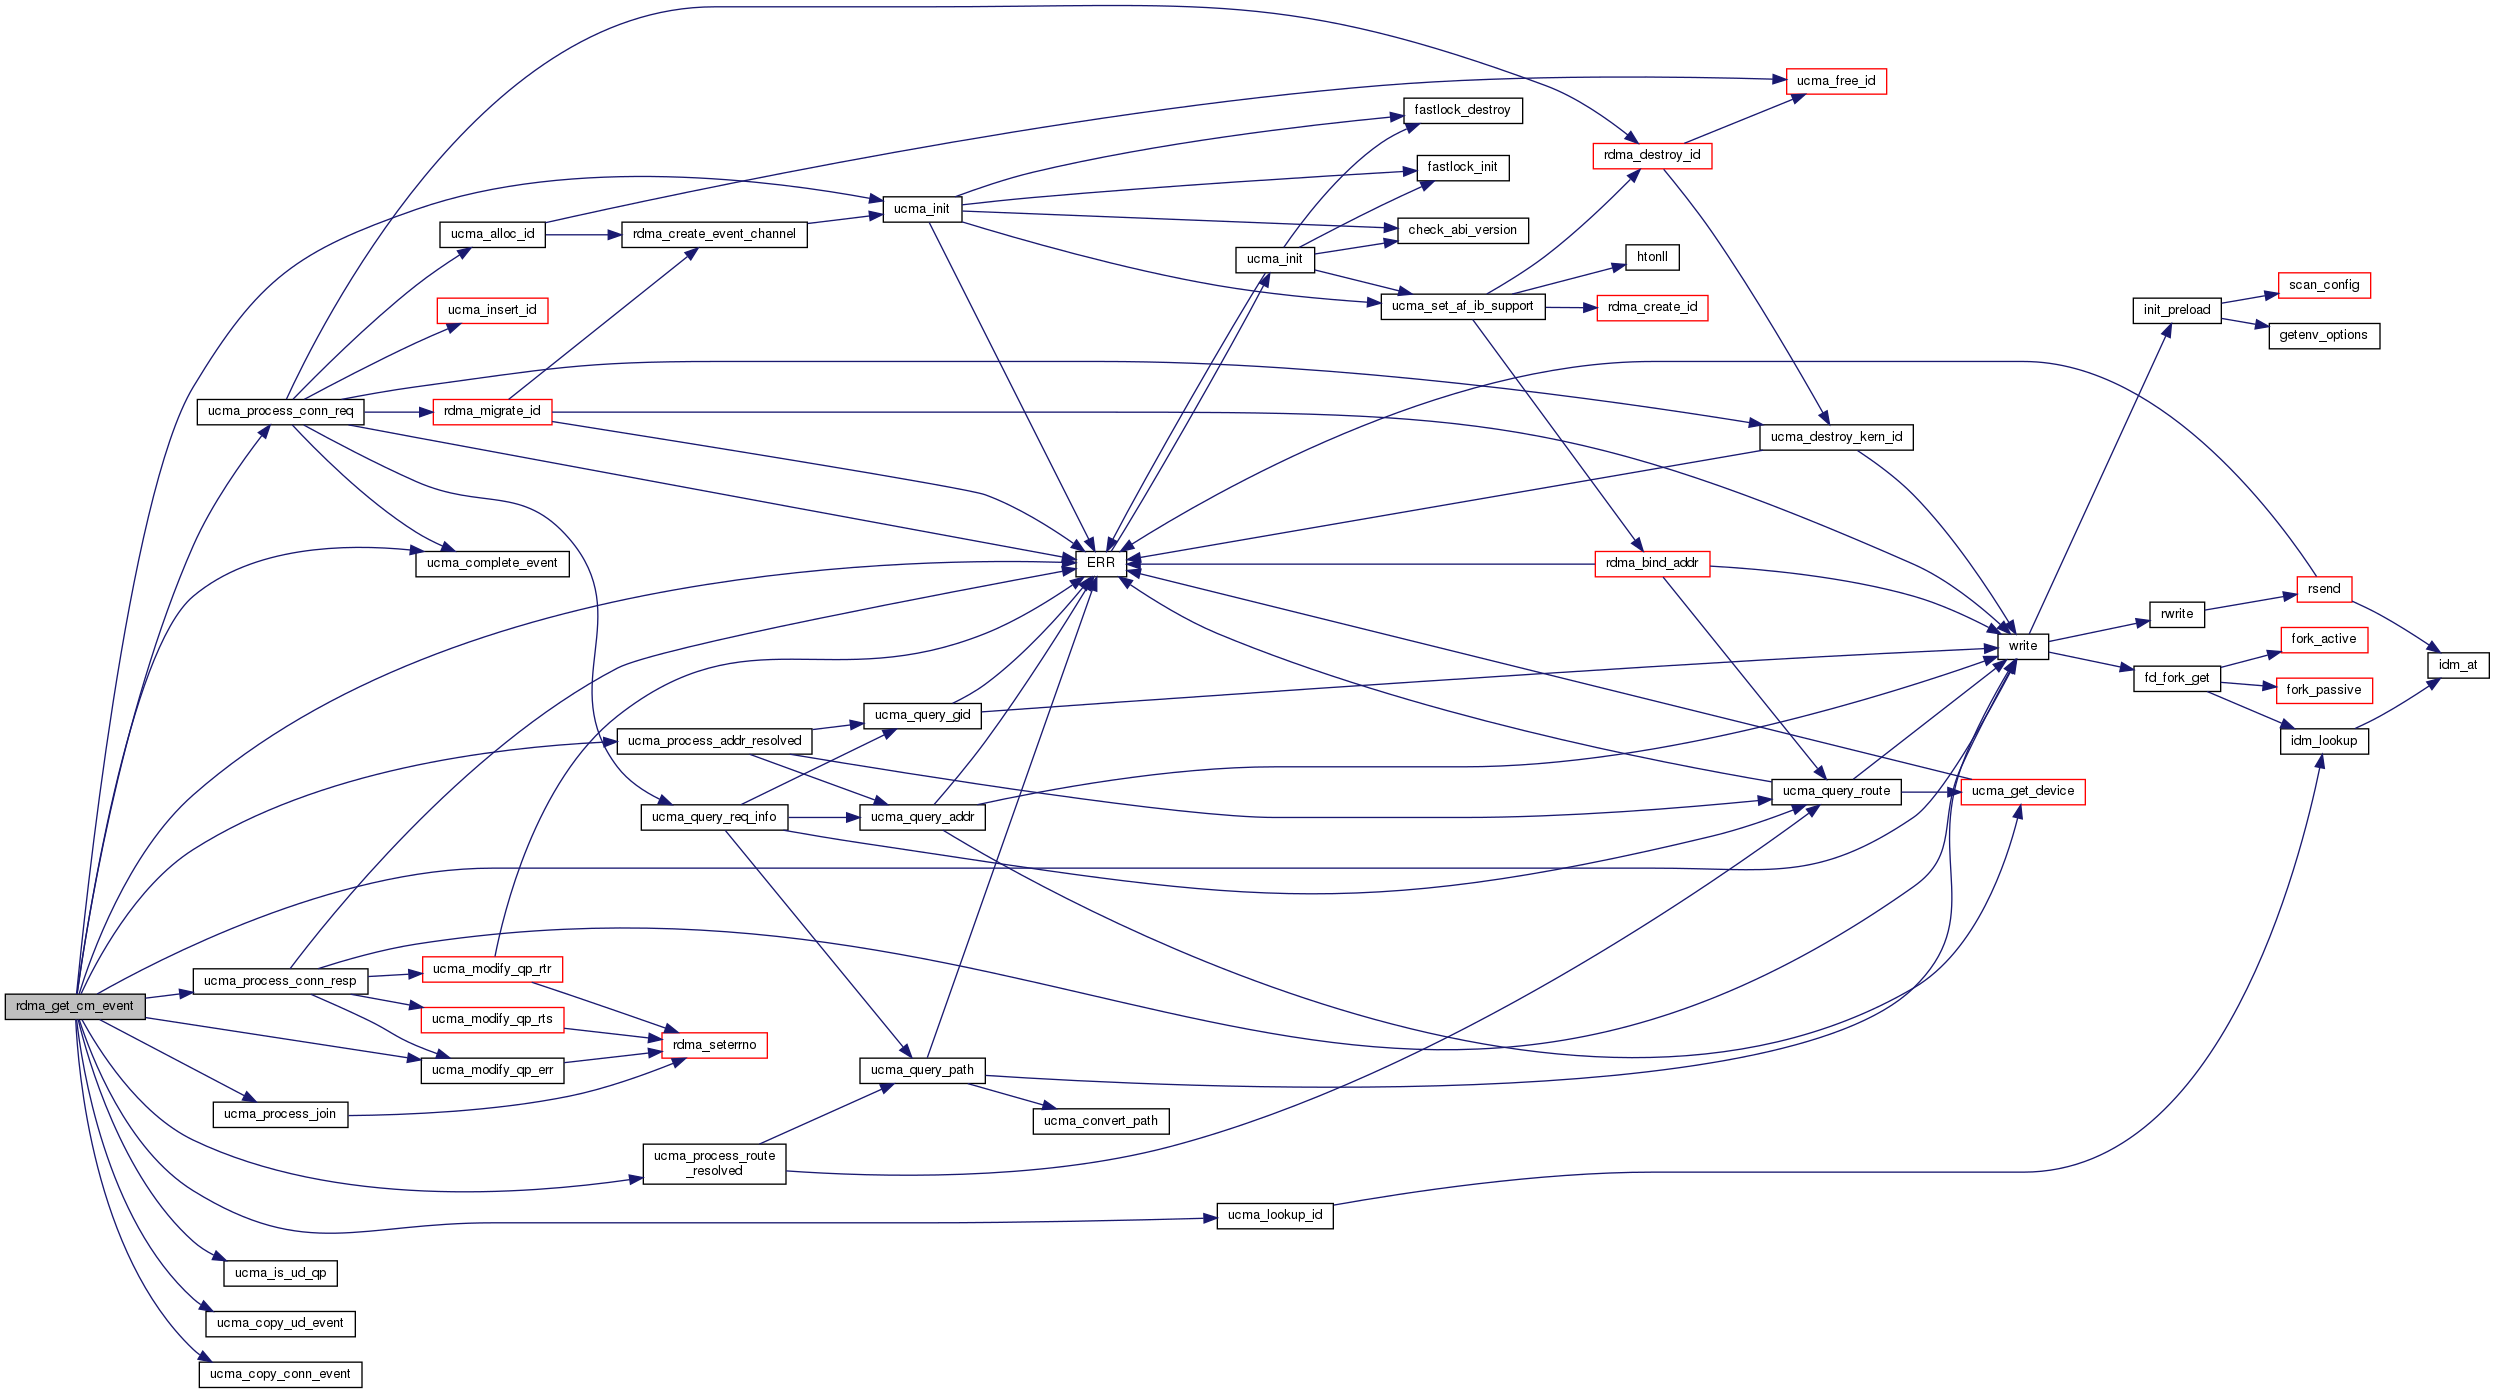 ucma_free_id
fastlock_destroy
rdma_destroy_id
fastlock_init
ucma_init
check_abi_version
ucma_alloc_id
rdma_create_event_channel
ucma_init
htonll
scan_config
ucma_set_af_ib_support
rdma_create_id
ucma_insert_id
init_preload
getenv_options
ucma_process_conn_req
rdma_migrate_id
ucma_destroy_kern_id
ucma_complete_event
ERR
rdma_bind_addr
rsend
rwrite
fork_active
write
idm_at
fd_fork_get
fork_passive
ucma_query_gid
ucma_process_addr_resolved
idm_lookup
ucma_query_route
ucma_get_device
ucma_query_req_info
ucma_query_addr
ucma_modify_qp_rtr
ucma_process_conn_resp
rdma_get_cm_event
ucma_modify_qp_rts
rdma_seterrno
ucma_modify_qp_err
ucma_query_path
ucma_process_join
ucma_convert_path
ucma_process_route
_resolved
ucma_lookup_id
ucma_is_ud_qp
ucma_copy_ud_event
ucma_copy_conn_event